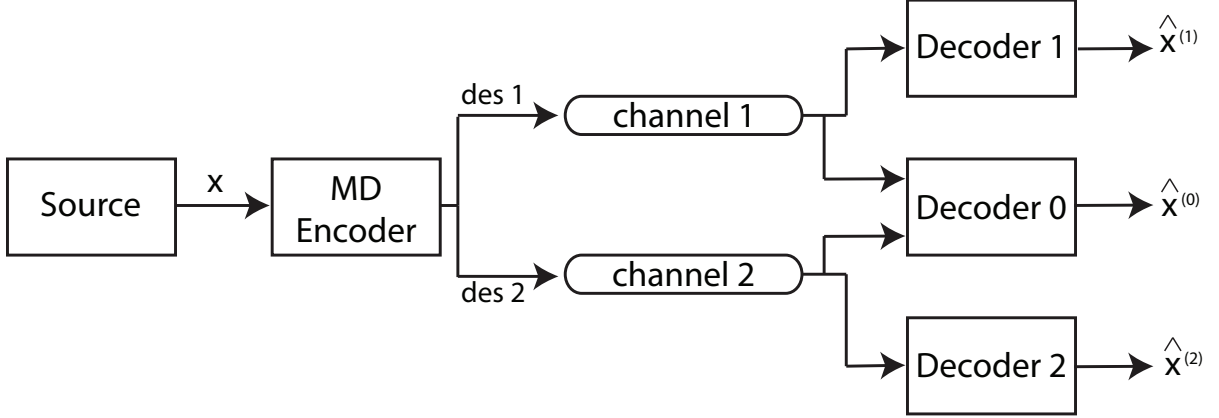 Source
x
MD
Encoder
des 1
des 2
channel 1
channel 2
Decoder 1
Decoder 0
Decoder 2
x̂⁽¹⁾
x̂⁽⁰⁾
x̂⁽²⁾